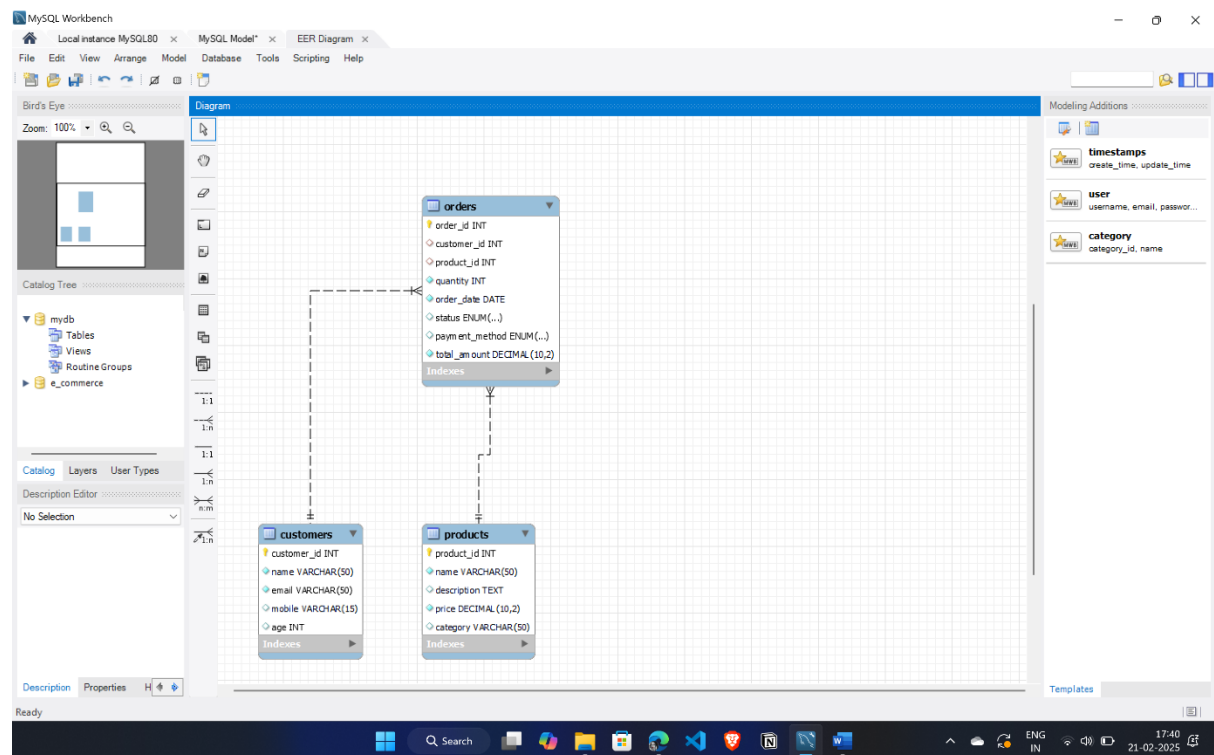 MySQL Workbench
Local instance MySQL80
MySQL Model*
EER Diagram
File Edit View Arrange Model Database Tools Scripting Help
Bird's Eye
Zoom: 100%
Catalog Tree
mydb
Tables
Views
Routine Groups
e_commerce
Catalog Layers User Types
Description Editor
No Selection
Description Properties H
Ready
Diagram
1:1
1:n
1:1
1:n
n:m
1:n
orders
order_id INT
customer_id INT
product_id INT
quantity INT
order_date DATE
status ENUM(...)
payment_method ENUM(...)
total_amount DECIMAL(10,2)
Indexes
customers
customer_id INT
name VARCHAR(50)
email VARCHAR(50)
mobile VARCHAR(15)
age INT
Indexes
products
product_id INT
name VARCHAR(50)
description TEXT
price DECIMAL(10,2)
category VARCHAR(50)
Indexes
Modeling Additions
timestamps
create_time, update_time
user
username, email, passwor...
category
category_id, name
Templates
Search
ENG
IN
17:40
21-02-2025